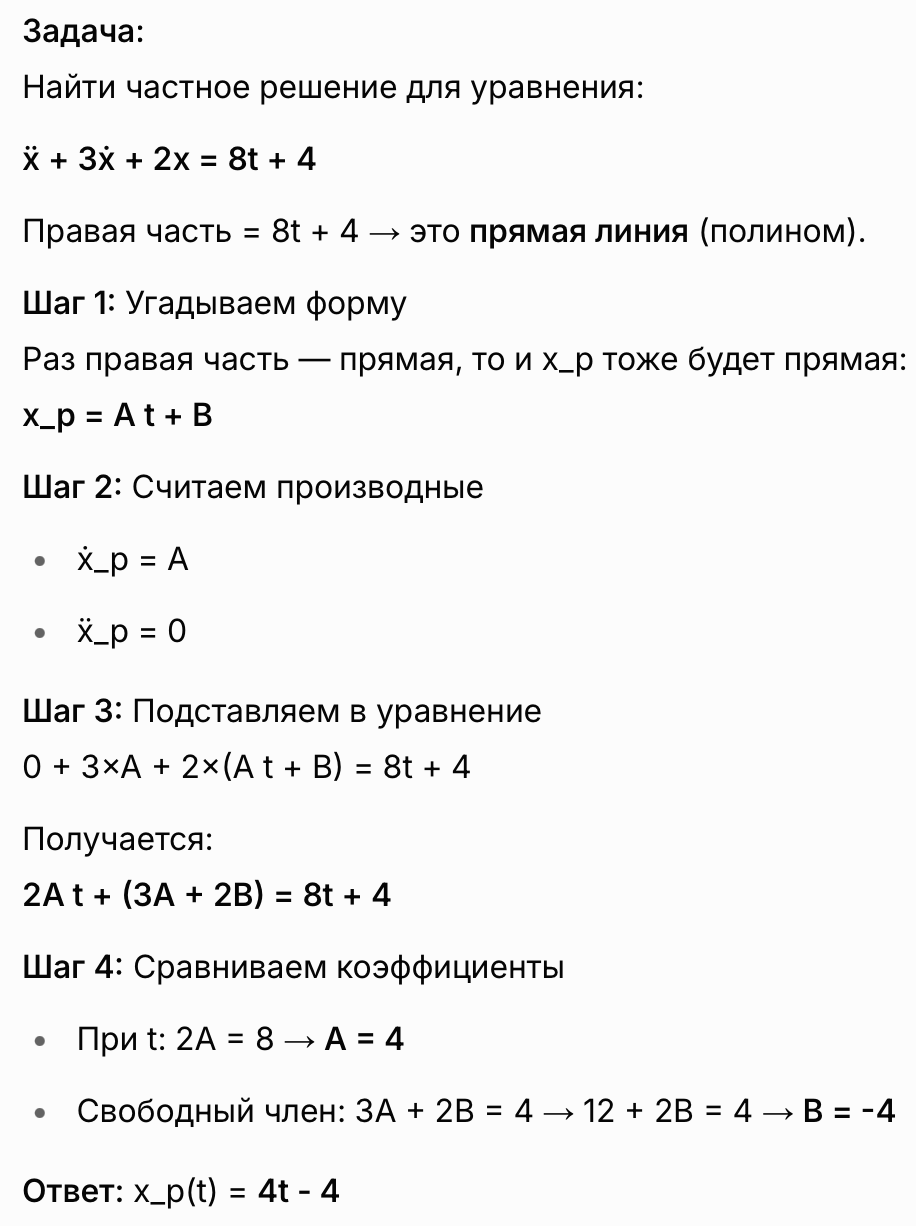 Задача:
Найти частное решение для уравнения:
ẍ + 3ẋ + 2x = 8t + 4
Правая часть = 8t + 4 → это прямая линия (полином).
Шаг 1: Угадываем форму
Раз правая часть — прямая, то и x_p тоже будет прямая:
x_p = A t + B
Шаг 2: Считаем производные
• ẋ_p = A
• ẍ_p = 0
Шаг 3: Подставляем в уравнение
0 + 3×A + 2×(A t + B) = 8t + 4
Получается:
2A t + (3A + 2B) = 8t + 4
Шаг 4: Сравниваем коэффициенты
• При t: 2A = 8 → A = 4
• Свободный член: 3A + 2B = 4 → 12 + 2B = 4 → B = -4
Ответ: x_p(t) = 4t - 4